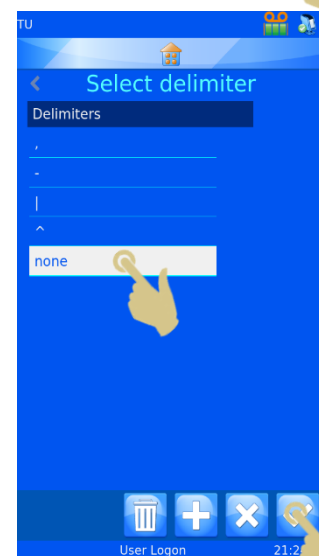 TU
Select delimiter
Delimiters
,
-
|
^
none
User Logon